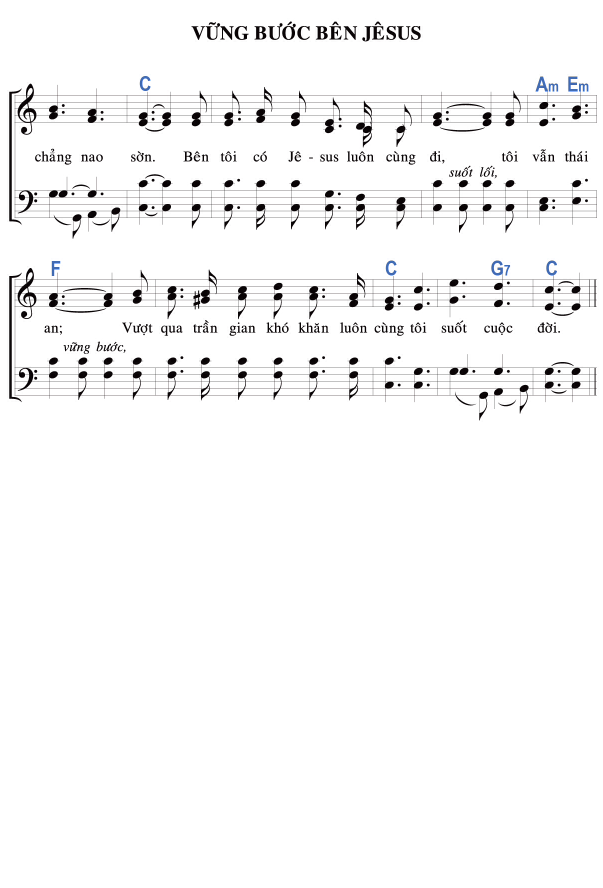 VỮNG BƯỚC BÊN JÊSUS
C Am Em
chẳng nao sờn. Bên tôi có Jê - sus luôn cùng đi, tôi vẫn thái
suốt lối,
F C G7 C
an; Vượt qua trần gian khó khăn luôn cùng tôi suốt cuộc đời.
vững bước,